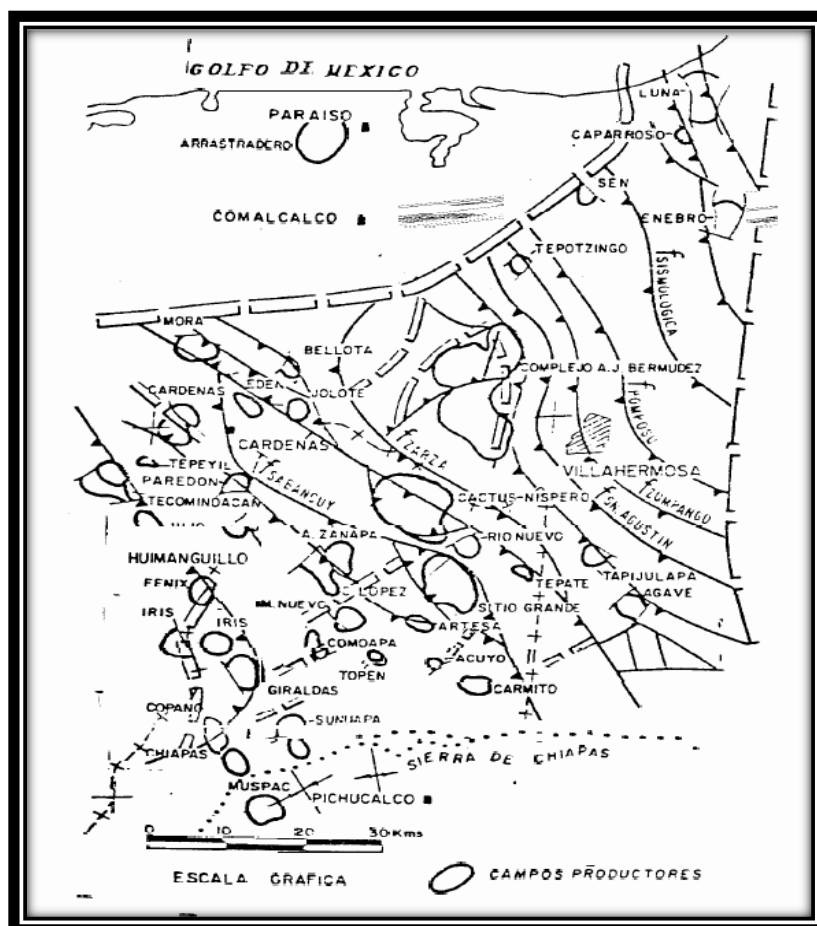 GOLFO DE MEXICO
LUNA
PARAISO
CAPARROSO
ARRASTRADERO
SEN
COMALCALCO
ENEBRO
TEPOTZINGO
f SISMOLOGICA
MORA
BELLOTA
COMPLEJO A.J. BERMUDEZ
CARDENAS
EDEN
JOLOTE
f POMPOSU
f ZARZA
CARDENAS
TEPEYIL
VILLAHERMOSA
PAREDON
f SABANCUY
CACTUS-NISPERO
f ZUMPANGO
TECOMINOACAN
f SN. AGUSTIN
A. ZANAPA
RIO NUEVO
HUIMANGUILLO
FENIX
C. LOPEZ
TEPATE
TAPIJULAPA
AGAVE
IRIS
IRIS
M. NUEVO
SITIO GRANDE
ARTESA
COMOAPA
TOPEN
ACUYO
GIRALDAS
CARMITO
COPANO
SUNUAPA
CHIAPAS
SIERRA DE CHIAPAS
MUSPAC
PICHUCALCO
0 10 20 30 Kms
ESCALA GRAFICA
CAMPOS PRODUCTORES